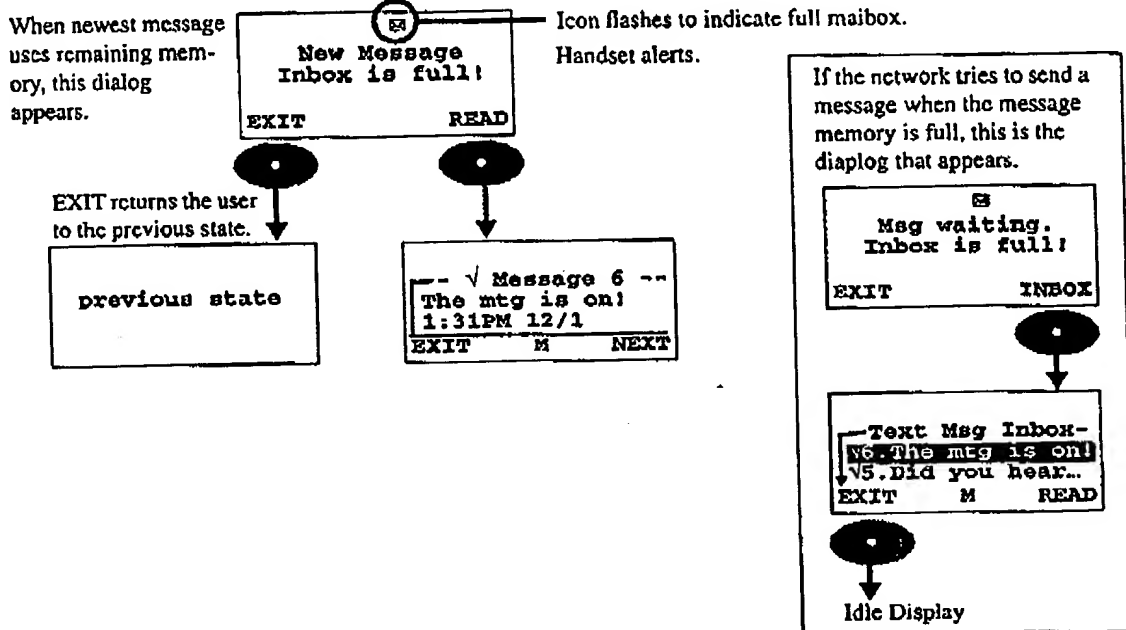 When newest message
uses remaining mem-
ory, this dialog
appears.
New Message
Inbox is full!
EXIT READ
Icon flashes to indicate full maibox.
Handset alerts.
EXIT returns the user
to the previous state.
previous state
-- √ Message 6 --
The mtg is on!
1:31PM 12/1
EXIT M NEXT
If the network tries to send a
message when the message
memory is full, this is the
diaplog that appears.
Msg waiting.
Inbox is full!
EXIT INBOX
Text Msg Inbox-
√6.The mtg is on!
√5.Did you hear…
EXIT M READ
Idle Display